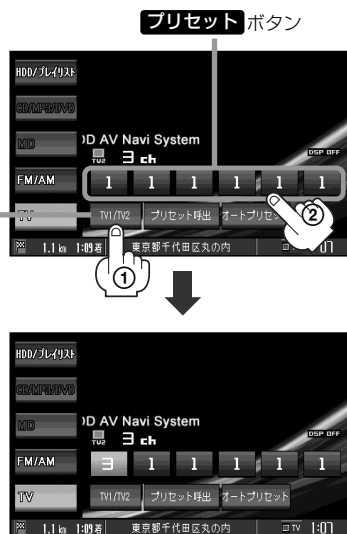 プリセット ボタン
HDD/プレイリスト
CD/MP3/DVD
MD
DD AV Navi System
TV2 3 ch
DSP OFF
FM/AM
1 1 1 1 1 1
TV
TV1/TV2 プリセット呼出 オートプリセ
②
1.1 km 1:09着 東京都千代田区丸の内
①
HDD/プレイリスト
CD/MP3/DVD
MD
DD AV Navi System
TV2 3 ch
DSP OFF
FM/AM
3 1 1 1 1 1
TV
TV1/TV2 プリセット呼出 オートプリセット
1.1 km 1:09着 東京都千代田区丸の内 TV 1:07